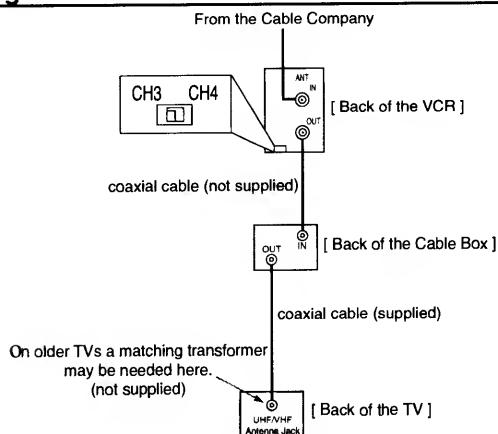 From the Cable Company
ANT
IN
CH3 CH4
[ Back of the VCR ]
OUT
coaxial cable (not supplied)
OUT
IN
[ Back of the Cable Box ]
coaxial cable (supplied)
On older TVs a matching transformer
may be needed here.
(not supplied)
UHF/VHF
Antenna Jack
[ Back of the TV ]